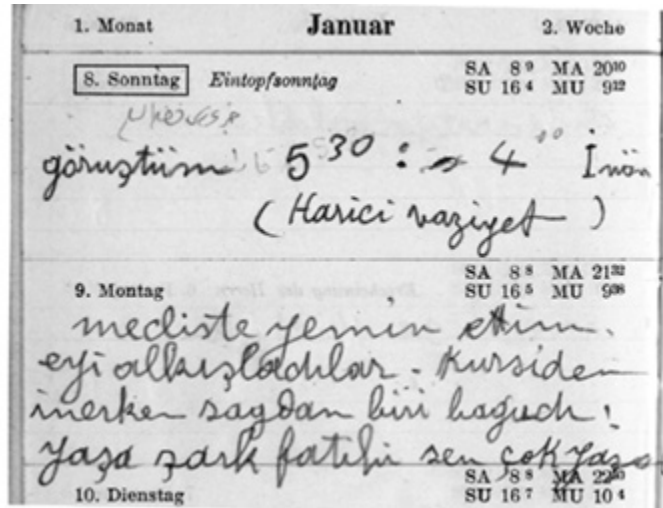 1. Monat Januar 2. Woche
8. Sonntag Eintopfsonntag SA 8 9 MA 20 10
SU 16 4 MU 9 22
görüştüm 5 30 : 4 İnön
(Harici vaziyet)
9. Montag SA 8 8 MA 21 32
SU 16 5 MU 9 38
mecliste yemin ettim.
eyi alkışladılar. Kürsiden
inerken sağdan biri bağırdı:
yaşa şark fatihi sen çok yaşa
10. Dienstag SA 8 8 MA
SU 16 7 MU 10 4